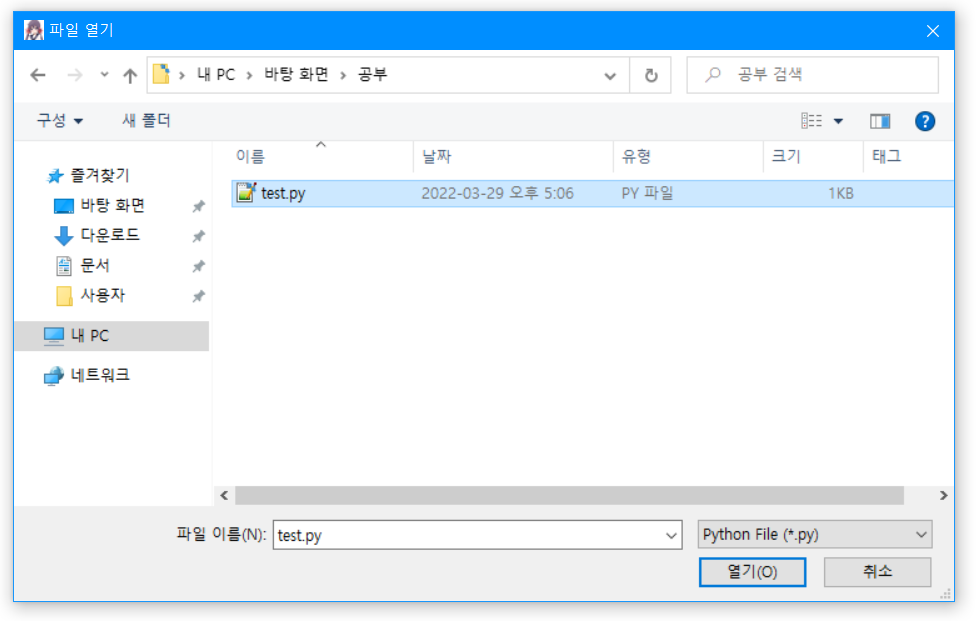 파일 열기
내 PC 바탕 화면 공부
공부 검색
구성 새 폴더
이름 날짜 유형 크기 태그
test.py 2022-03-29 오후 5:06 PY 파일 1KB
즐겨찾기
바탕 화면
다운로드
문서
사용자
내 PC
네트워크
파일 이름(N): test.py Python File (*.py)
열기(O) 취소